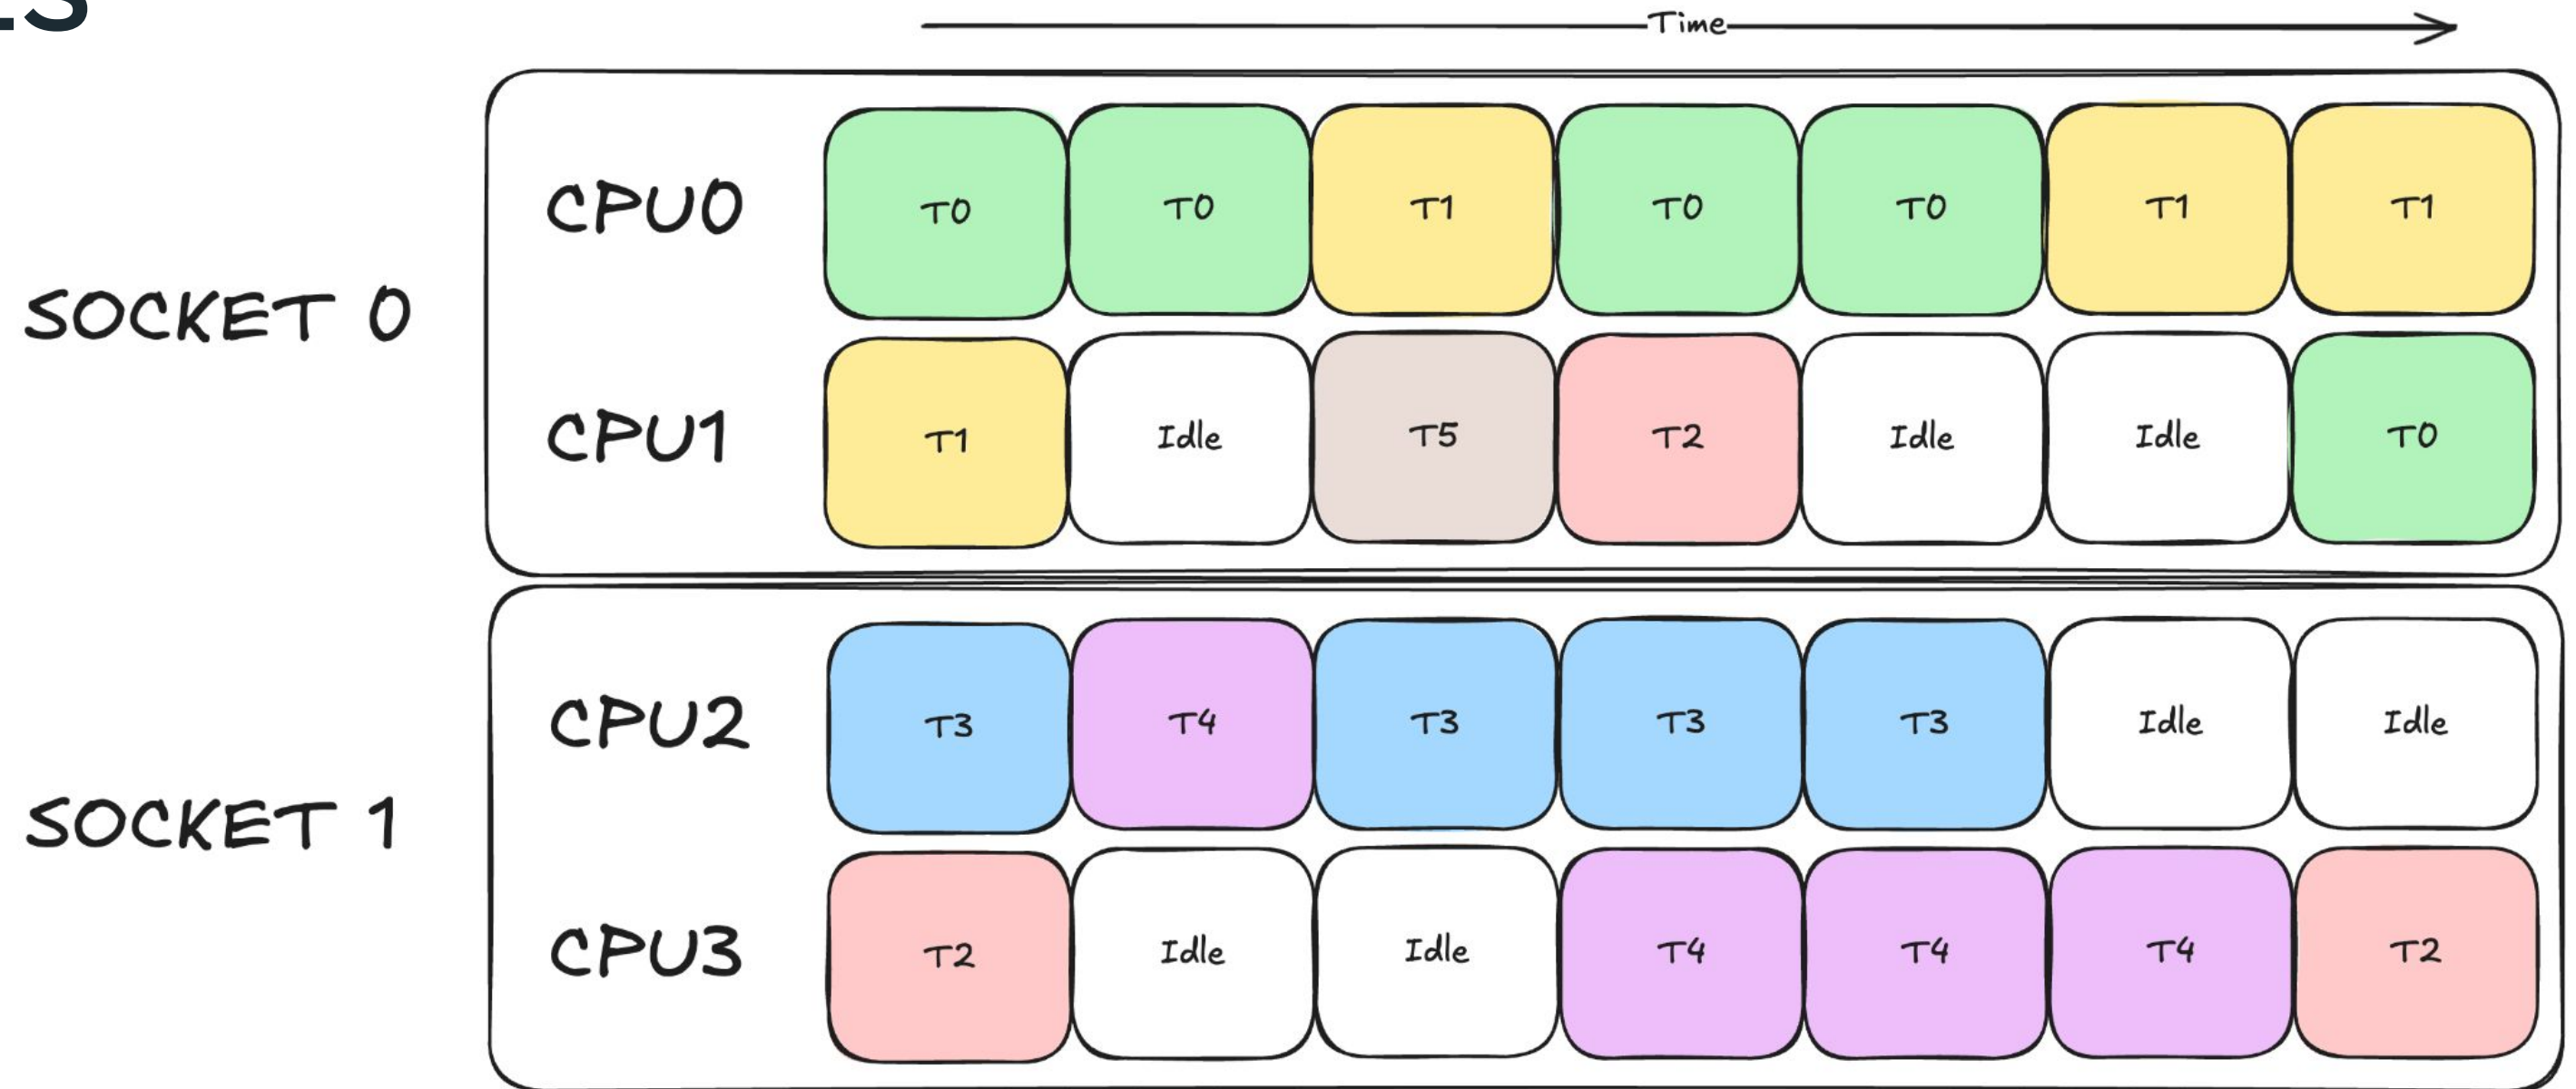 Time
SOCKET 0
CPU0 T0 T0 T1 T0 T0 T1 T1
CPU1 T1 Idle T5 T2 Idle Idle T0
SOCKET 1
CPU2 T3 T4 T3 T3 T3 Idle Idle
CPU3 T2 Idle Idle T4 T4 T4 T2